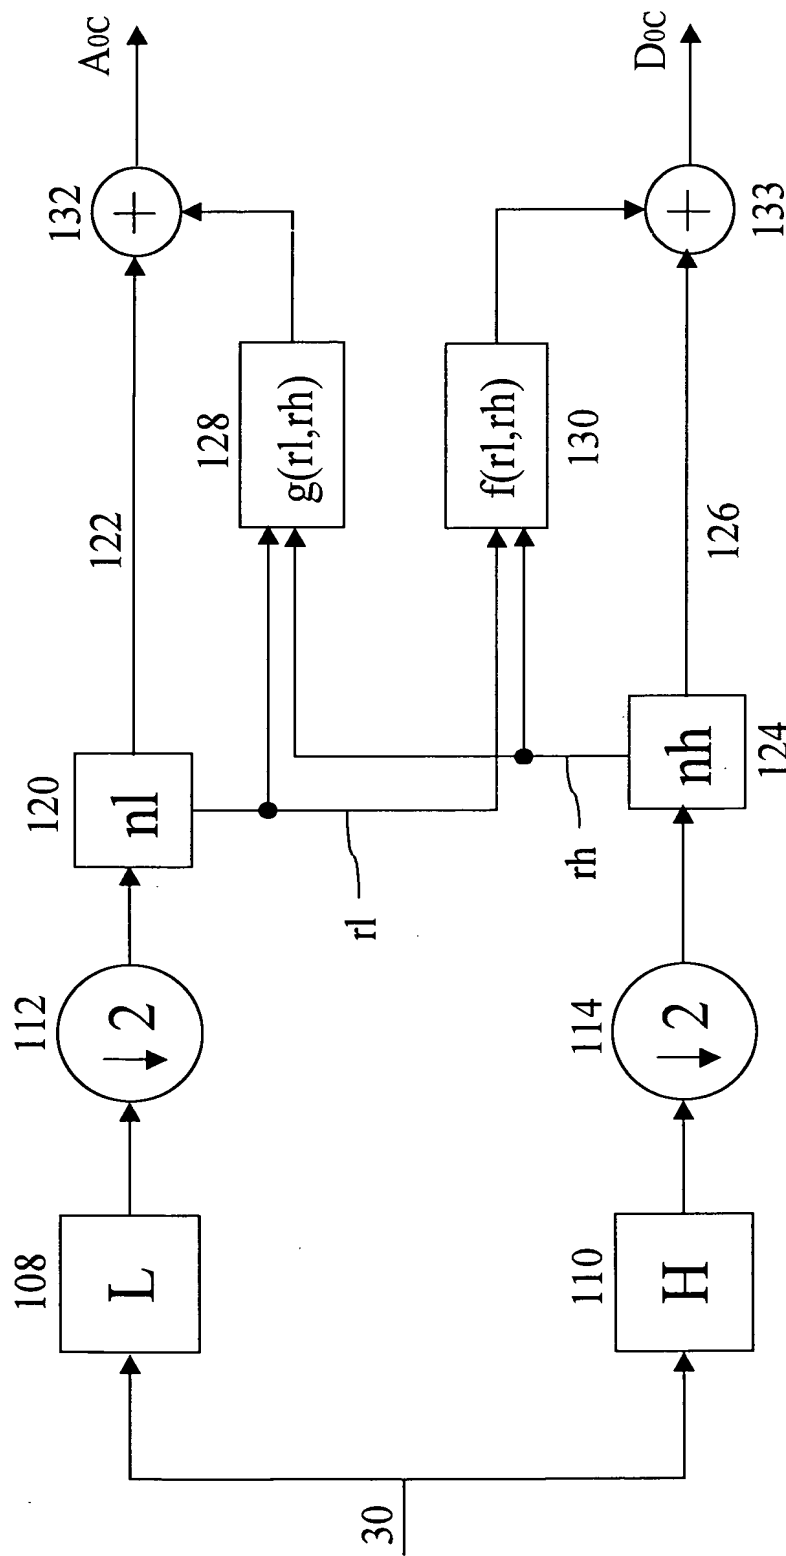 30
108
L
112
↓2
120
nl
122
132
+
A0C
128
g(rl,rh)
rl
rh
130
f(rl,rh)
110
H
114
↓2
124
nh
126
133
+
D0C